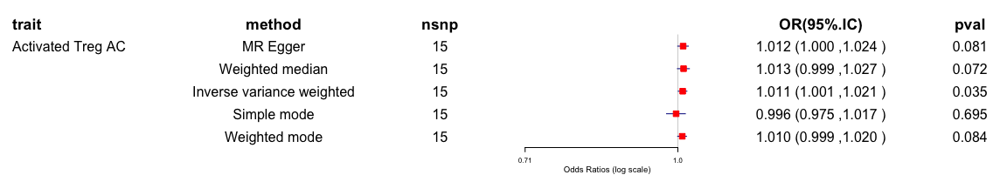 trait method nsnp OR(95%.IC) pval
Activated Treg AC MR Egger 15 1.012 (1.000 ,1.024 ) 0.081
Weighted median 15 1.013 (0.999 ,1.027 ) 0.072
Inverse variance weighted 15 1.011 (1.001 ,1.021 ) 0.035
Simple mode 15 0.996 (0.975 ,1.017 ) 0.695
Weighted mode 15 1.010 (0.999 ,1.020 ) 0.084
0.71 1.0
Odds Ratios (log scale)